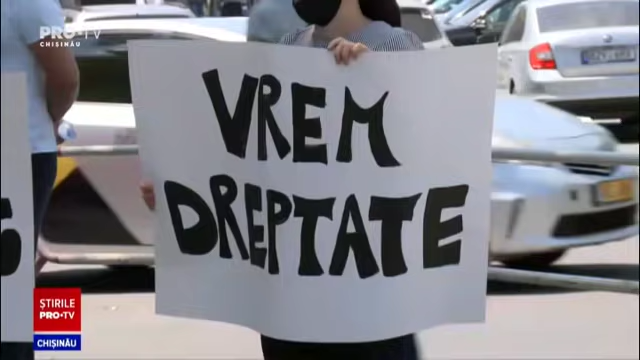 PRO•TV
CHIȘINĂU
VREM
DREPTATE
ȘTIRILE
PRO•TV
CHIȘINĂU